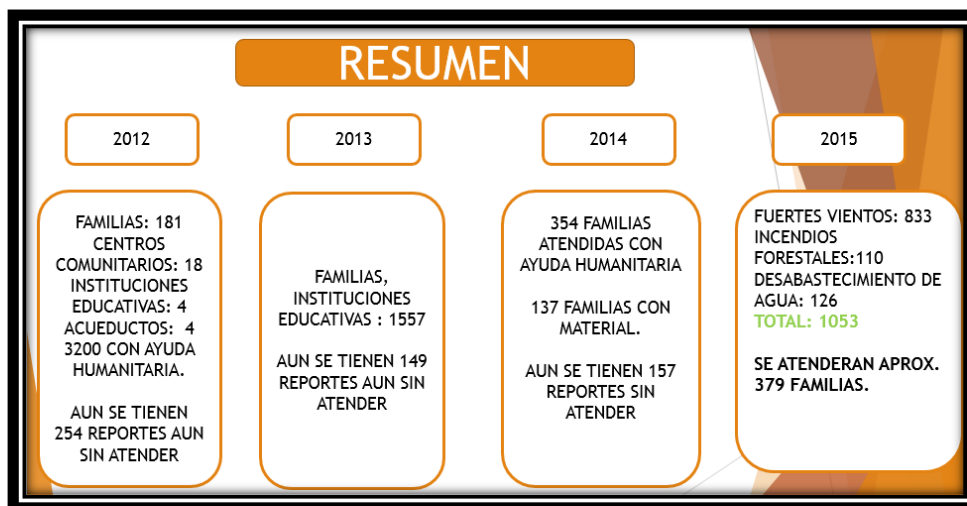 RESUMEN
2012
FAMILIAS: 181
CENTROS
COMUNITARIOS: 18
INSTITUCIONES
EDUCATIVAS: 4
ACUEDUCTOS: 4
3200 CON AYUDA
HUMANITARIA.
AUN SE TIENEN
254 REPORTES AUN
SIN ATENDER
2013
FAMILIAS,
INSTITUCIONES
EDUCATIVAS : 1557
AUN SE TIENEN 149
REPORTES AUN SIN
ATENDER
2014
354 FAMILIAS
ATENDIDAS CON
AYUDA HUMANITARIA
137 FAMILIAS CON
MATERIAL.
AUN SE TIENEN 157
REPORTES SIN
ATENDER
2015
FUERTES VIENTOS: 833
INCENDIOS
FORESTALES:110
DESABASTECIMIENTO DE
AGUA: 126
TOTAL: 1053
SE ATENDERAN APROX.
379 FAMILIAS.